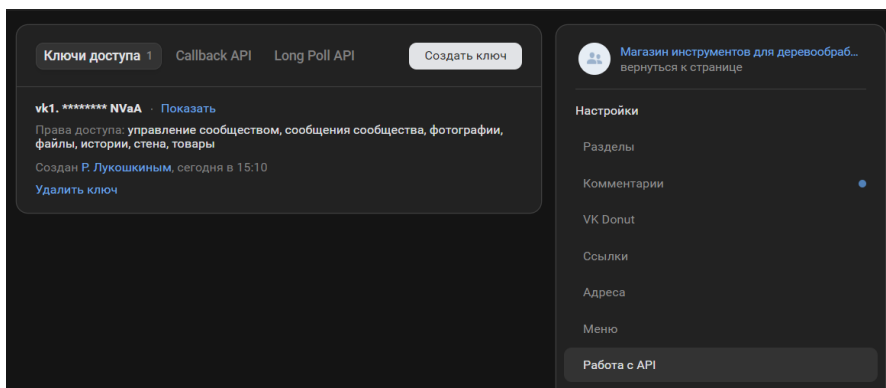 Ключи доступа 1 Callback API Long Poll API Создать ключ
vk1. ******** NVaA · Показать
Права доступа: управление сообществом, сообщения сообщества, фотографии,
файлы, истории, стена, товары
Создан Р. Лукошкиным, сегодня в 15:10
Удалить ключ
Магазин инструментов для деревообраб...
вернуться к странице
Настройки
Разделы
Комментарии
VK Donut
Ссылки
Адреса
Меню
Работа с API